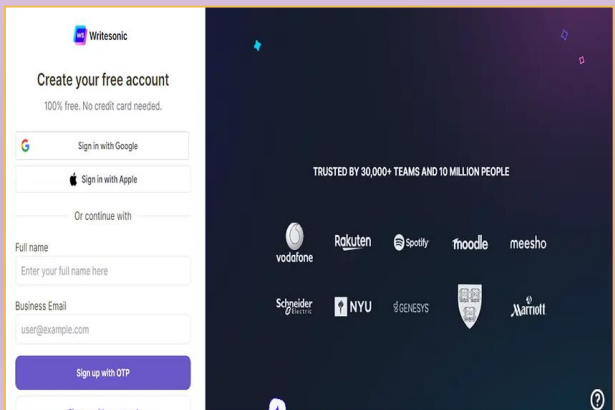 Writesonic
Create your free account
100% free. No credit card needed.
Sign in with Google
Sign in with Apple
Or continue with
Full name
Enter your full name here
Business Email
user@example.com
Sign up with OTP
TRUSTED BY 30,000+ TEAMS AND 10 MILLION PEOPLE
vodafone
Rakuten
Spotify
moodle
meesho
Schneider
Electric
NYU
GENESYS
Marriott
?